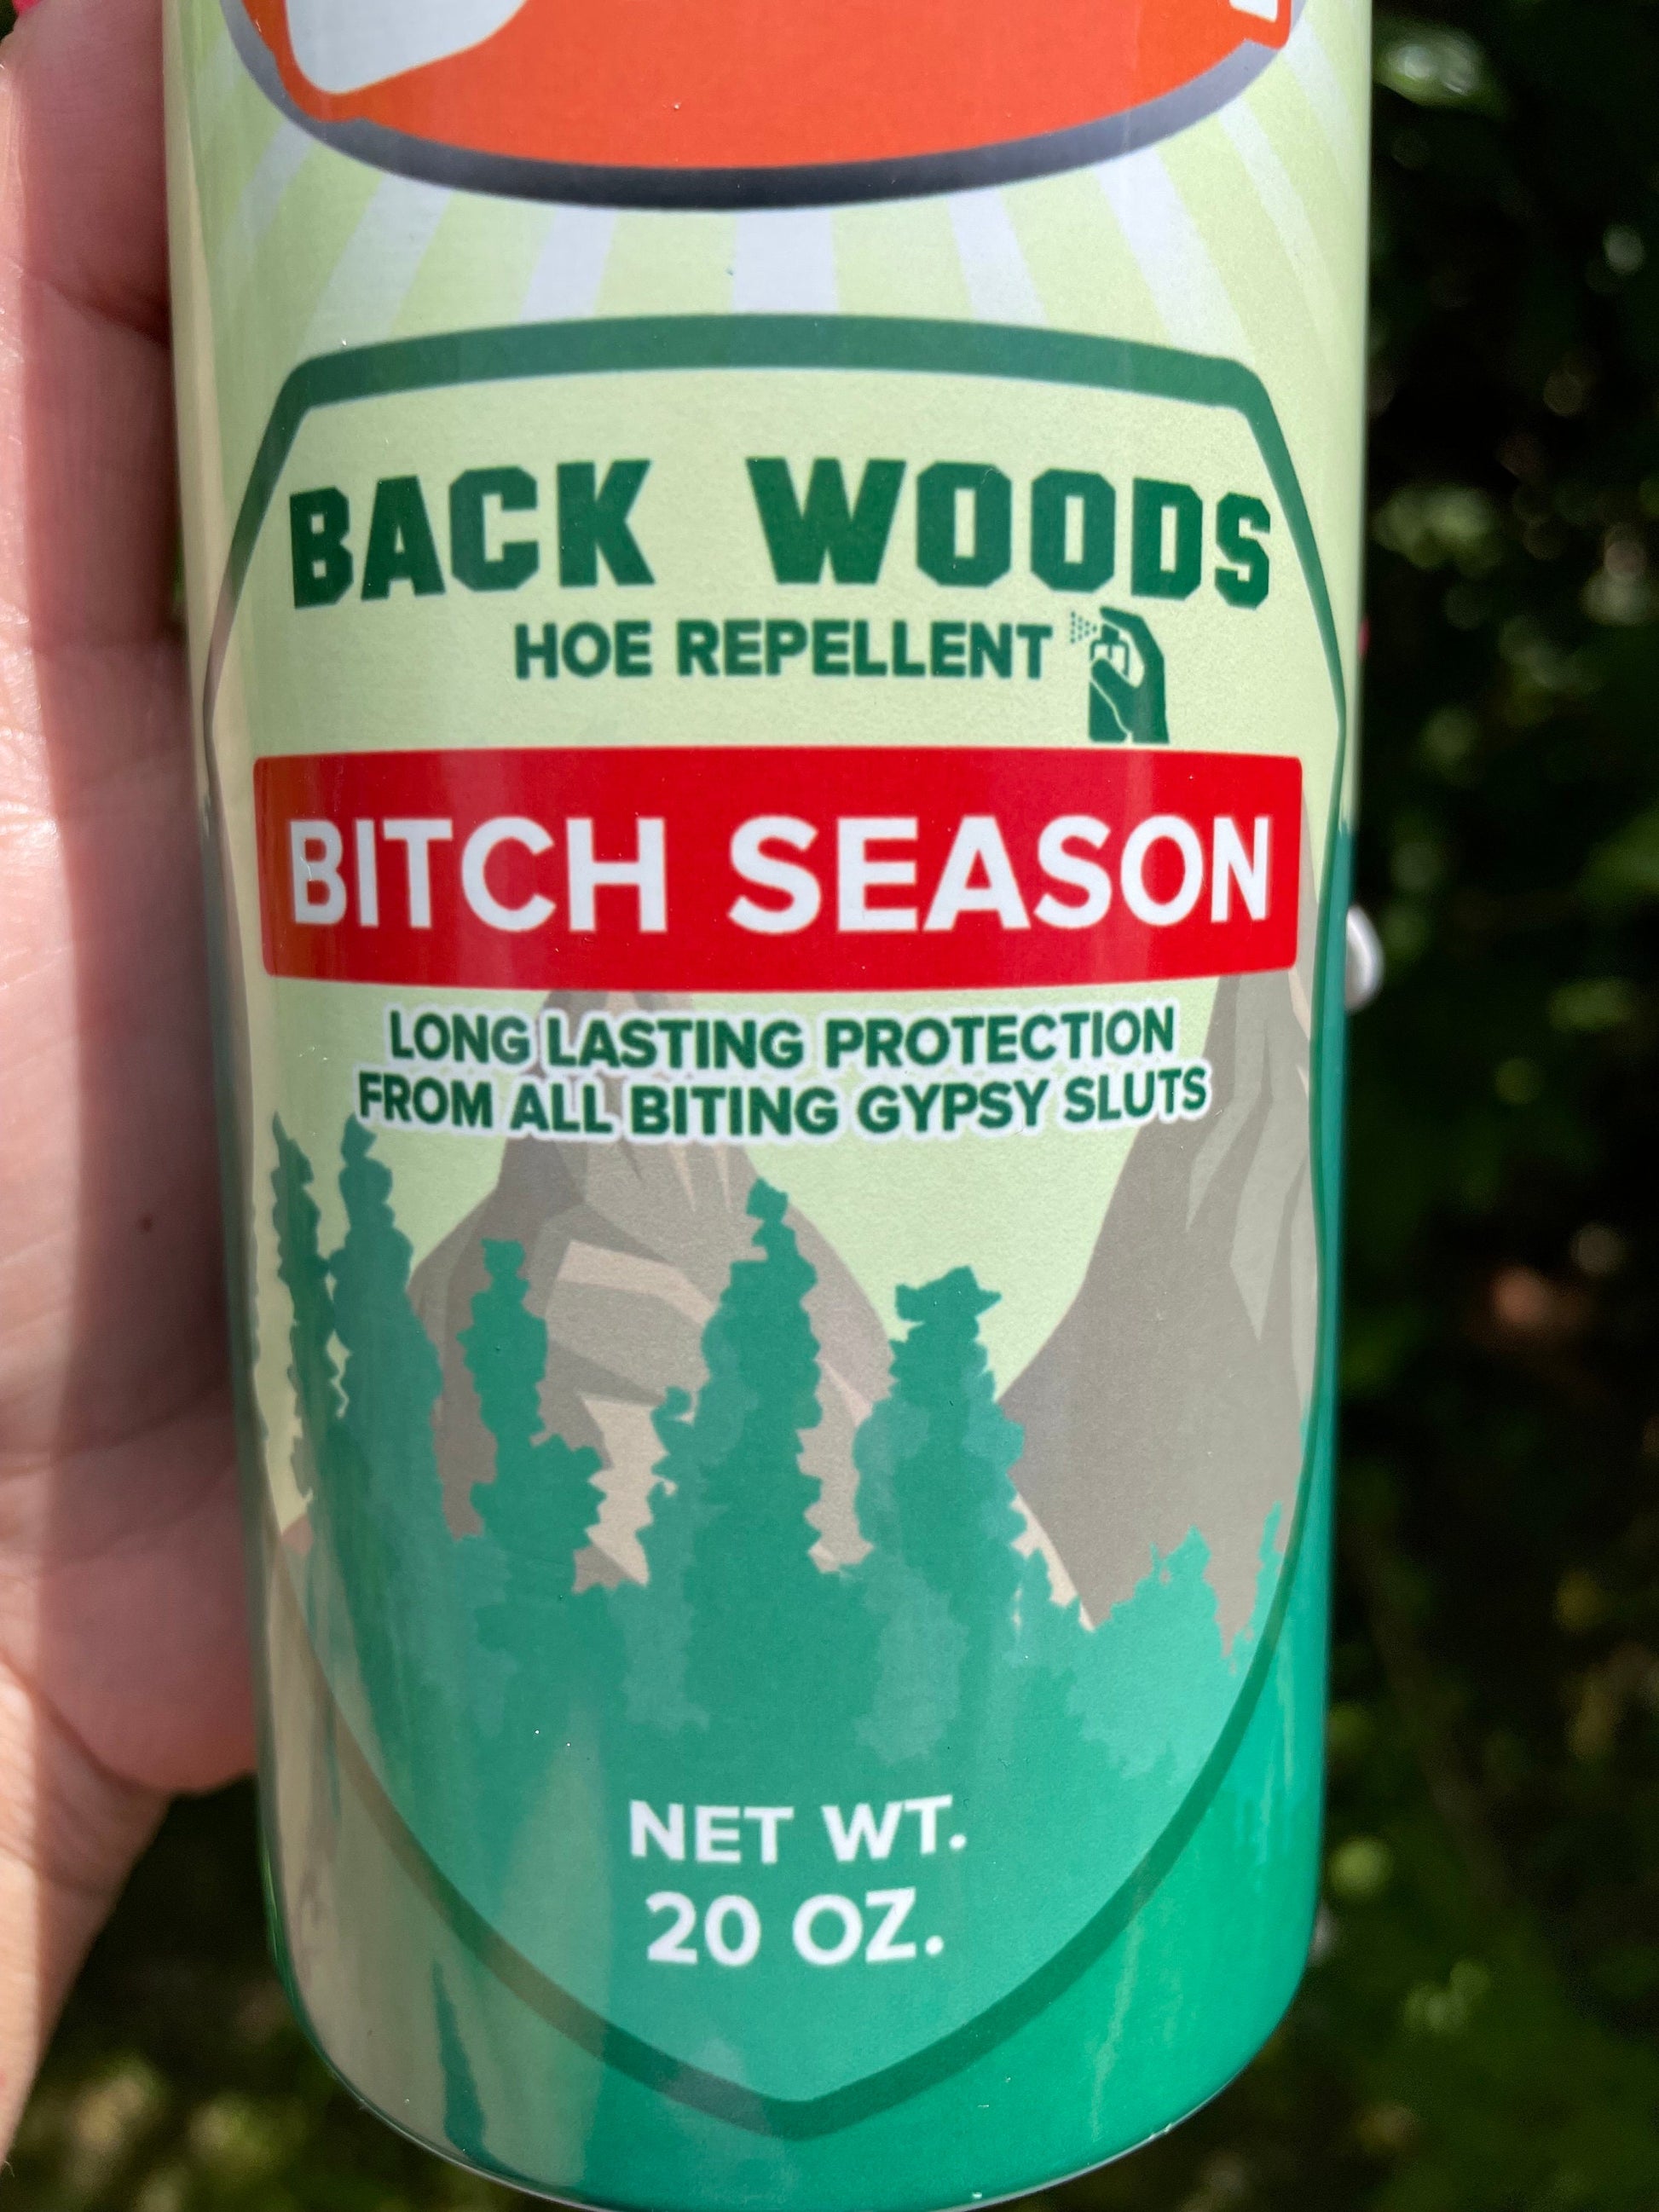 BACK WOODS
HOE REPELLENT
BITCH SEASON
LONG LASTING PROTECTION
FROM ALL BITING GYPSY SLUTS
NET WT.
20 OZ.